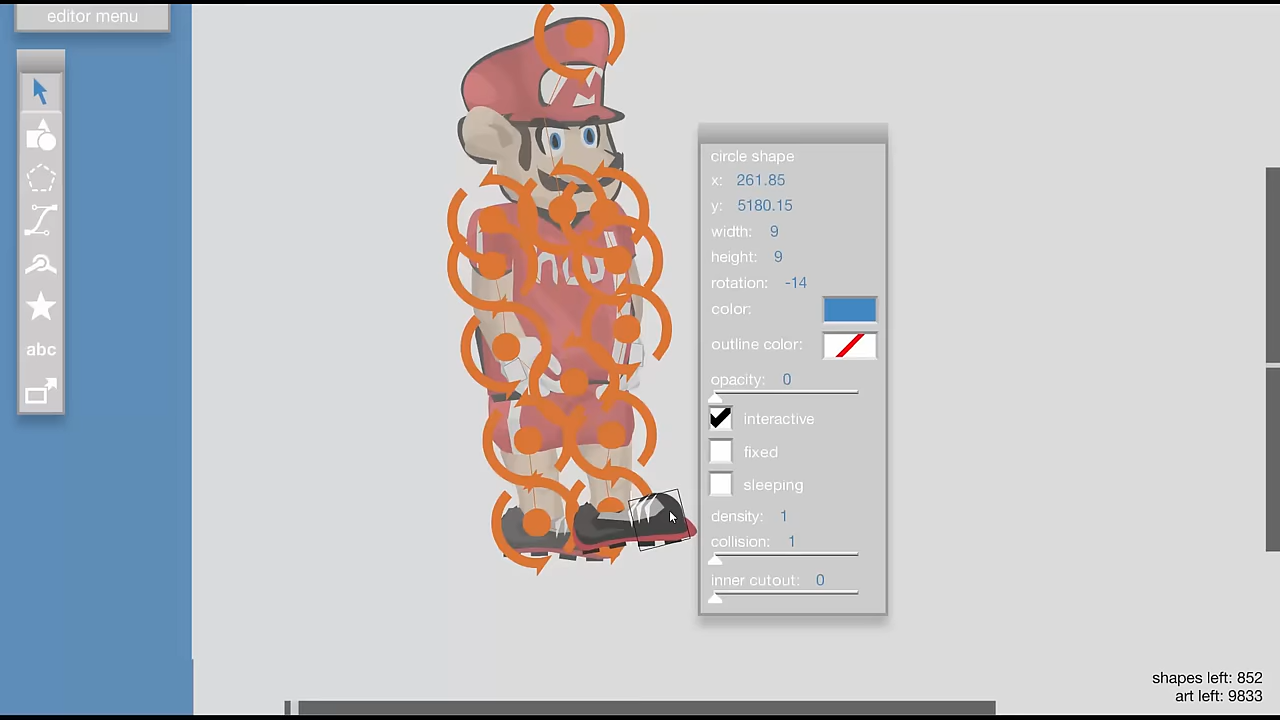 editor menu
abc
M
circle shape
x: 261.85
y: 5180.15
width: 9
height: 9
rotation: -14
color:
outline color:
opacity: 0
interactive
fixed
sleeping
density: 1
collision: 1
inner cutout: 0
shapes left: 852
art left: 9833